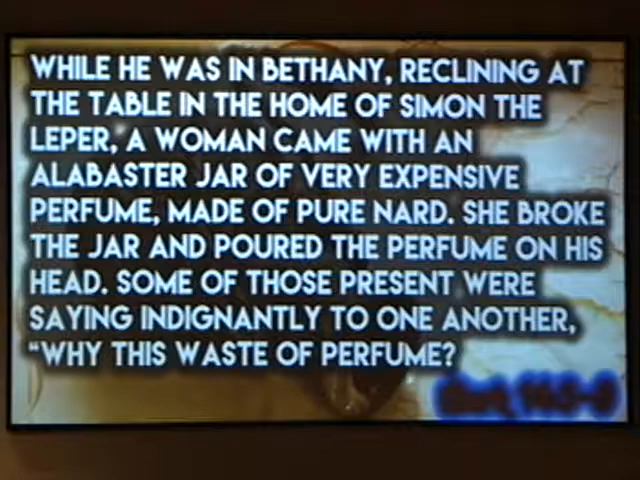 WHILE HE WAS IN BETHANY, RECLINING AT
THE TABLE IN THE HOME OF SIMON THE
LEPER, A WOMAN CAME WITH AN
ALABASTER JAR OF VERY EXPENSIVE
PERFUME, MADE OF PURE NARD. SHE BROKE
THE JAR AND POURED THE PERFUME ON HIS
HEAD. SOME OF THOSE PRESENT WERE
SAYING INDIGNANTLY TO ONE ANOTHER,
“WHY THIS WASTE OF PERFUME?